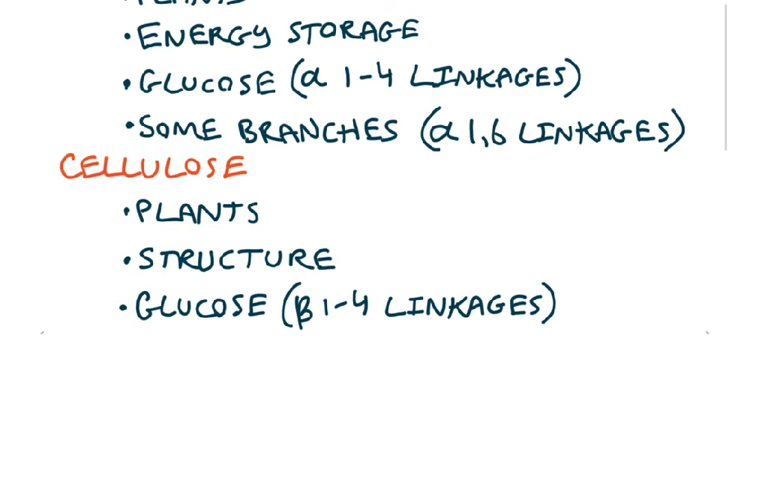 • ENERGY STORAGE
• GLUCOSE (α 1-4 LINKAGES)
• SOME BRANCHES (α 1,6 LINKAGES)
CELLULOSE
• PLANTS
• STRUCTURE
• GLUCOSE (β 1-4 LINKAGES)